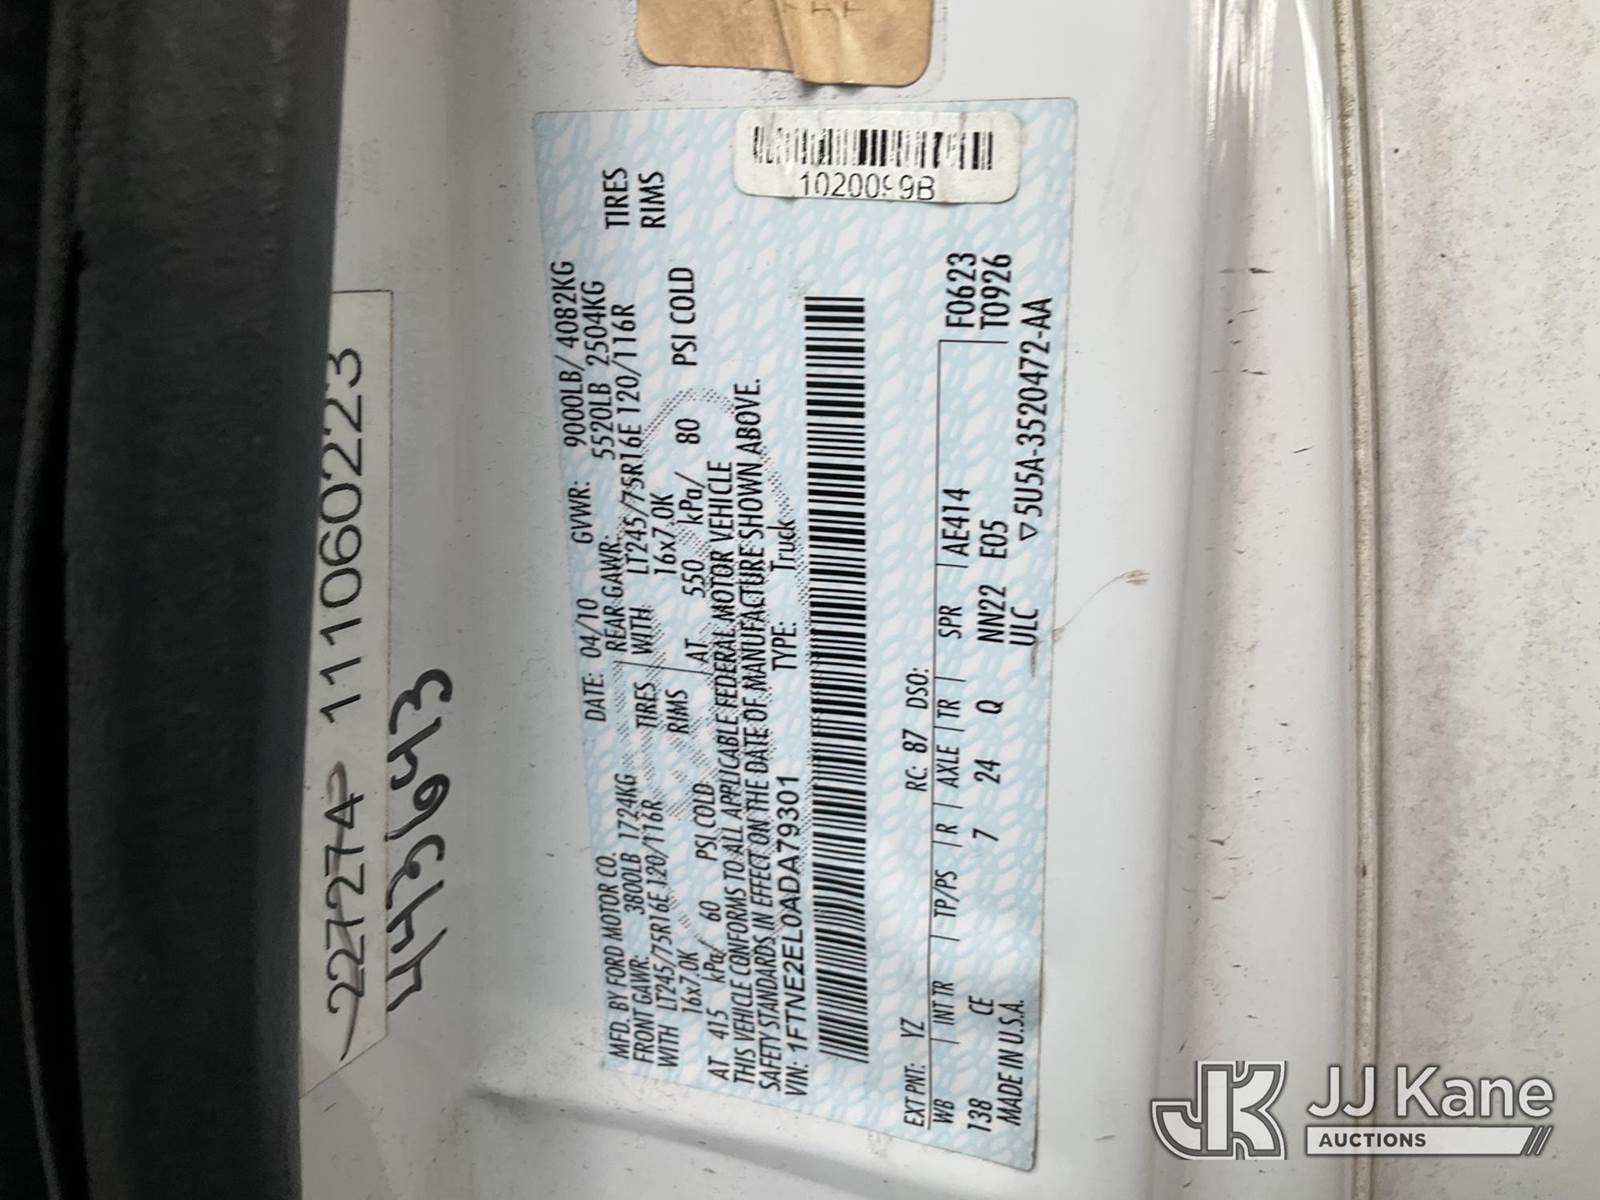 227274 11060223
443643
1020099B
MFD. BY FORD MOTOR CO. DATE: 04/10 GVWR: 9000LB/ 4082KG
FRONT GAWR: 3800LB 1724KG REAR GAWR: 5520LB 2504KG
WITH LT245/75R16E 120/116R TIRES WITH LT245/75R16E 120/116R TIRES
16x7.0K RIMS 16x7.0K RIMS
AT 415 kPa/ 60 PSI COLD AT 550 kPa/ 80 PSI COLD
THIS VEHICLE CONFORMS TO ALL APPLICABLE FEDERAL MOTOR VEHICLE
SAFETY STANDARDS IN EFFECT ON THE DATE OF MANUFACTURE SHOWN ABOVE.
VIN: 1FTNE2EL0ADA79301 TYPE: Truck
EXT PNT: YZ RC: 87 DSO: F0623
WB INT TR TP/PS R AXLE TR SPR AE414 T0926
138 CE 7 24 Q NN22 E05
MADE IN U.S.A. ULC ▽5U5A-3520472-AA
JJ Kane
AUCTIONS